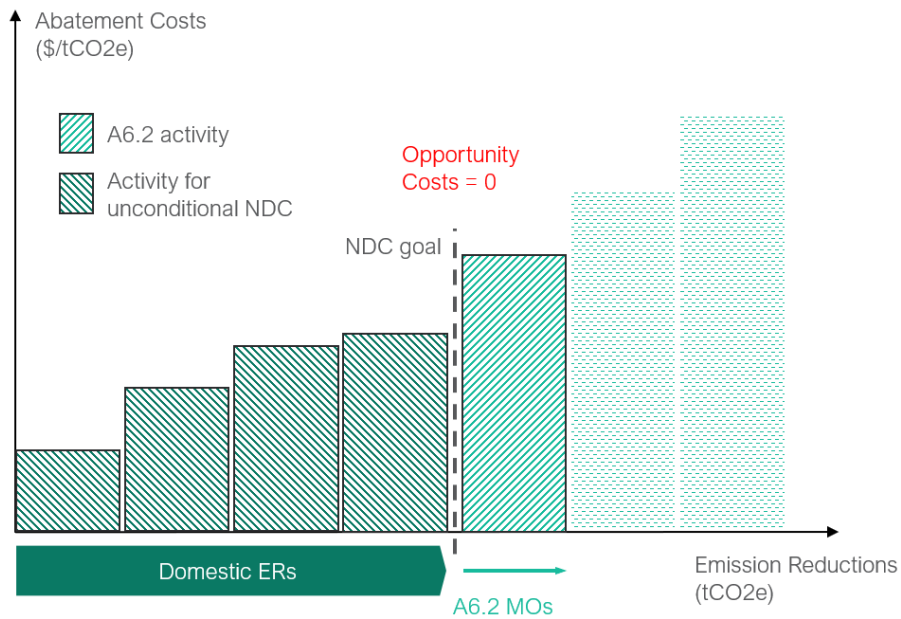 Abatement Costs
($/tCO2e)
A6.2 activity
Activity for
unconditional NDC
Opportunity
Costs = 0
NDC goal
Domestic ERs
A6.2 MOs
Emission Reductions
(tCO2e)